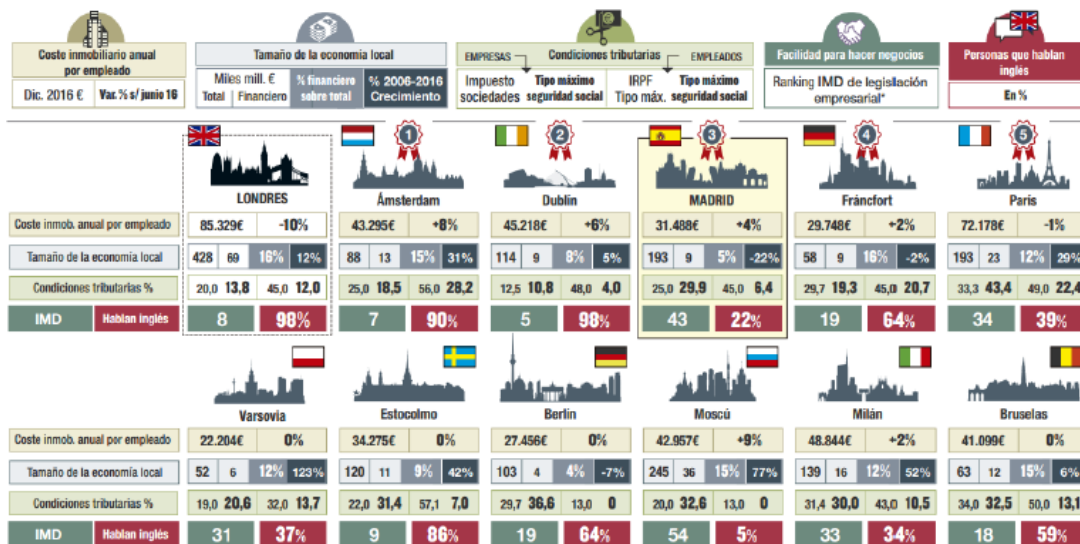 Coste inmobiliario anual por empleado
Dic. 2016 € Var. % s/ junio 16
Tamaño de la economía local
Miles mill. €
Total Financiero
% financiero sobre total
% 2006-2016 Crecimiento
EMPRESAS Condiciones tributarias EMPLEADOS
Impuesto sociedades Tipo máximo seguridad social IRPF Tipo máx. Tipo máximo seguridad social
Facilidad para hacer negocios
Ranking IMD de legislación empresarial*
Personas que hablan inglés
En %
1 2 3 4 5
LONDRES Ámsterdam Dublín MADRID Fráncfort París
Coste inmob. anual por empleado 85.329€ -10% 43.295€ +8% 45.218€ +6% 31.488€ +4% 29.748€ +2% 72.178€ -1%
Tamaño de la economía local 428 69 16% 12% 88 13 15% 31% 114 9 8% 5% 193 9 5% -22% 58 9 16% -2% 193 23 12% 29%
Condiciones tributarias % 20,0 13,8 45,0 12,0 25,0 18,5 56,0 28,2 12,5 10,8 48,0 4,0 25,0 29,9 45,0 6,4 29,7 19,3 45,0 20,7 33,3 43,4 49,0 22,4
IMD Hablan inglés 8 98% 7 90% 5 98% 43 22% 19 64% 34 39%
Varsovia Estocolmo Berlín Moscú Milán Bruselas
Coste inmob. anual por empleado 22.204€ 0% 34.275€ 0% 27.456€ 0% 42.957€ +9% 48.844€ +2% 41.099€ 0%
Tamaño de la economía local 52 6 12% 123% 120 11 9% 42% 103 4 4% -7% 245 36 15% 77% 139 16 12% 52% 63 12 15% 6%
Condiciones tributarias % 19,0 20,6 32,0 13,7 22,0 31,4 57,1 7,0 29,7 36,6 13,0 0 20,0 32,6 13,0 0 31,4 30,0 43,0 10,5 34,0 32,5 50,0 13,1
IMD Hablan inglés 31 37% 9 86% 19 64% 54 5% 33 34% 18 59%